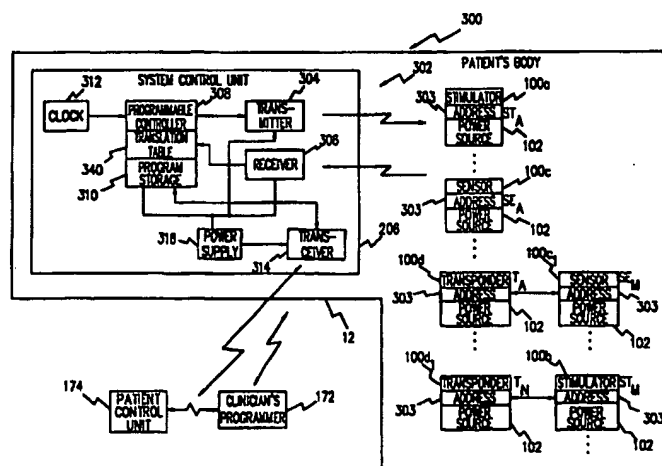 300
PATIENT'S BODY
302
SYSTEM CONTROL UNIT
312
308
304
CLOCK
PROGRAMMABLE
CONTROLLER
TRANSLATION
TABLE
PROGRAM
STORAGE
340
310
TRANS-
MITTER
RECEIVER
306
POWER
SUPPLY
318
TRANS-
CEIVER
314
206
12
174
PATIENT
CONTROL
UNIT
CLINICIAN'S
PROGRAMMER
172
303
100a
STIMULATOR
ADDRESS
POWER
SOURCE
ST A
102
100c
SENSOR
ADDRESS
POWER
SOURCE
SE A
303
102
100d
TRANSPONDER
ADDRESS
POWER
SOURCE
T A
303
102
100c
SENSOR
ADDRESS
POWER
SOURCE
SE M
303
102
100d
TRANSPONDER
ADDRESS
POWER
SOURCE
T N
303
102
100b
STIMULATOR
ADDRESS
POWER
SOURCE
ST M
303
102